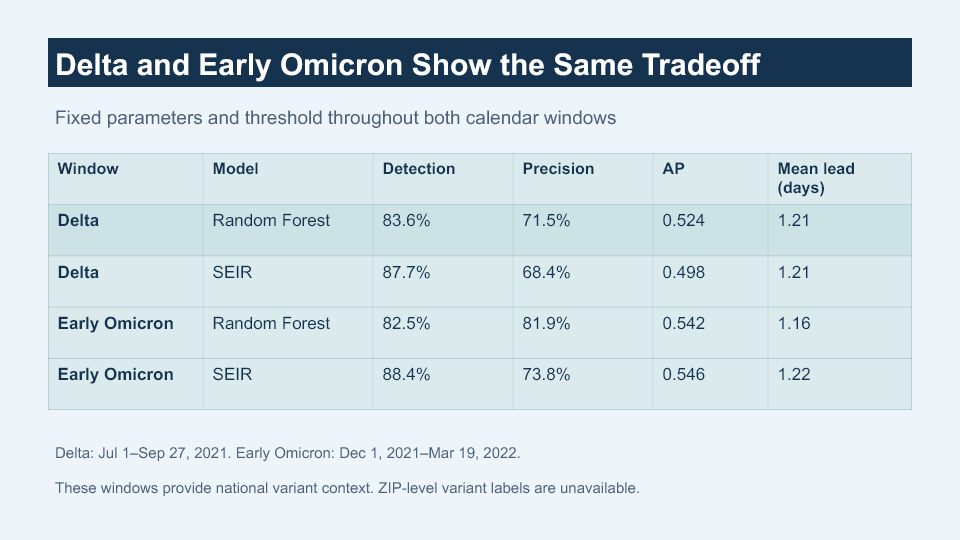 Delta and Early Omicron Show the Same Tradeoff
Fixed parameters and threshold throughout both calendar windows
Window Model Detection Precision AP Mean lead (days)
Delta Random Forest 83.6% 71.5% 0.524 1.21
Delta SEIR 87.7% 68.4% 0.498 1.21
Early Omicron Random Forest 82.5% 81.9% 0.542 1.16
Early Omicron SEIR 88.4% 73.8% 0.546 1.22
Delta: Jul 1–Sep 27, 2021. Early Omicron: Dec 1, 2021–Mar 19, 2022.
These windows provide national variant context. ZIP-level variant labels are unavailable.